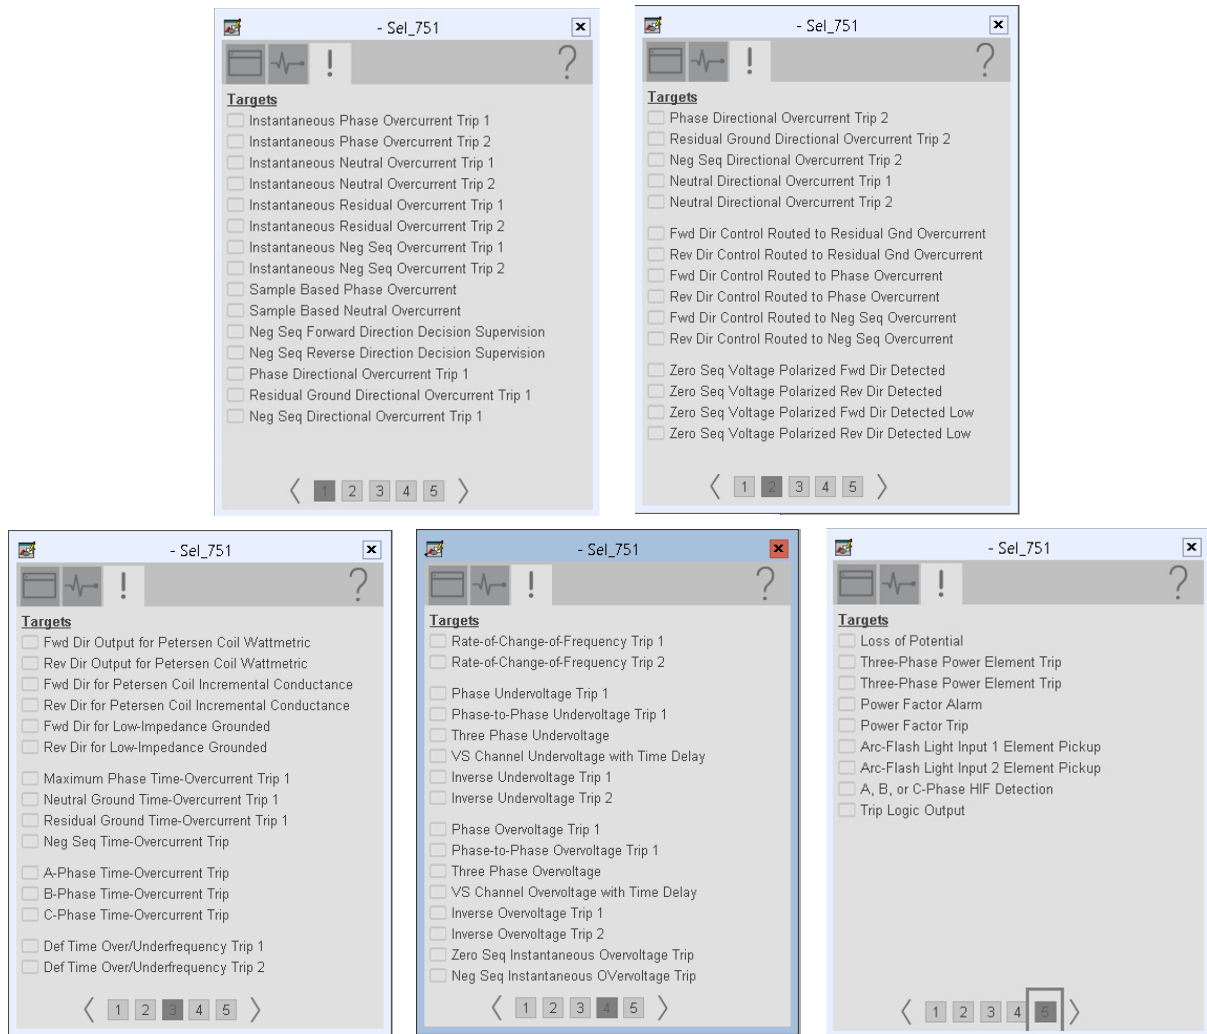 - Sel_751
!
?
Targets
Instantaneous Phase Overcurrent Trip 1
Instantaneous Phase Overcurrent Trip 2
Instantaneous Neutral Overcurrent Trip 1
Instantaneous Neutral Overcurrent Trip 2
Instantaneous Residual Overcurrent Trip 1
Instantaneous Residual Overcurrent Trip 2
Instantaneous Neg Seq Overcurrent Trip 1
Instantaneous Neg Seq Overcurrent Trip 2
Sample Based Phase Overcurrent
Sample Based Neutral Overcurrent
Neg Seq Forward Direction Decision Supervision
Neg Seq Reverse Direction Decision Supervision
Phase Directional Overcurrent Trip 1
Residual Ground Directional Overcurrent Trip 1
Neg Seq Directional Overcurrent Trip 1
1 2 3 4 5
- Sel_751
!
?
Targets
Phase Directional Overcurrent Trip 2
Residual Ground Directional Overcurrent Trip 2
Neg Seq Directional Overcurrent Trip 2
Neutral Directional Overcurrent Trip 1
Neutral Directional Overcurrent Trip 2
Fwd Dir Control Routed to Residual Gnd Overcurrent
Rev Dir Control Routed to Residual Gnd Overcurrent
Fwd Dir Control Routed to Phase Overcurrent
Rev Dir Control Routed to Phase Overcurrent
Fwd Dir Control Routed to Neg Seq Overcurrent
Rev Dir Control Routed to Neg Seq Overcurrent
Zero Seq Voltage Polarized Fwd Dir Detected
Zero Seq Voltage Polarized Rev Dir Detected
Zero Seq Voltage Polarized Fwd Dir Detected Low
Zero Seq Voltage Polarized Rev Dir Detected Low
1 2 3 4 5
- Sel_751
!
?
Targets
Fwd Dir Output for Petersen Coil Wattmetric
Rev Dir Output for Petersen Coil Wattmetric
Fwd Dir for Petersen Coil Incremental Conductance
Rev Dir for Petersen Coil Incremental Conductance
Fwd Dir for Low-Impedance Grounded
Rev Dir for Low-Impedance Grounded
Maximum Phase Time-Overcurrent Trip 1
Neutral Ground Time-Overcurrent Trip 1
Residual Ground Time-Overcurrent Trip 1
Neg Seq Time-Overcurrent Trip
A-Phase Time-Overcurrent Trip
B-Phase Time-Overcurrent Trip
C-Phase Time-Overcurrent Trip
Def Time Over/Underfrequency Trip 1
Def Time Over/Underfrequency Trip 2
1 2 3 4 5
- Sel_751
!
?
Targets
Rate-of-Change-of-Frequency Trip 1
Rate-of-Change-of-Frequency Trip 2
Phase Undervoltage Trip 1
Phase-to-Phase Undervoltage Trip 1
Three Phase Undervoltage
VS Channel Undervoltage with Time Delay
Inverse Undervoltage Trip 1
Inverse Undervoltage Trip 2
Phase Overvoltage Trip 1
Phase-to-Phase Overvoltage Trip 1
Three Phase Overvoltage
VS Channel Overvoltage with Time Delay
Inverse Overvoltage Trip 1
Inverse Overvoltage Trip 2
Zero Seq Instantaneous Overvoltage Trip
Neg Seq Instantaneous OVervoltage Trip
1 2 3 4 5
- Sel_751
!
?
Targets
Loss of Potential
Three-Phase Power Element Trip
Three-Phase Power Element Trip
Power Factor Alarm
Power Factor Trip
Arc-Flash Light Input 1 Element Pickup
Arc-Flash Light Input 2 Element Pickup
A, B, or C-Phase HIF Detection
Trip Logic Output
1 2 3 4 5